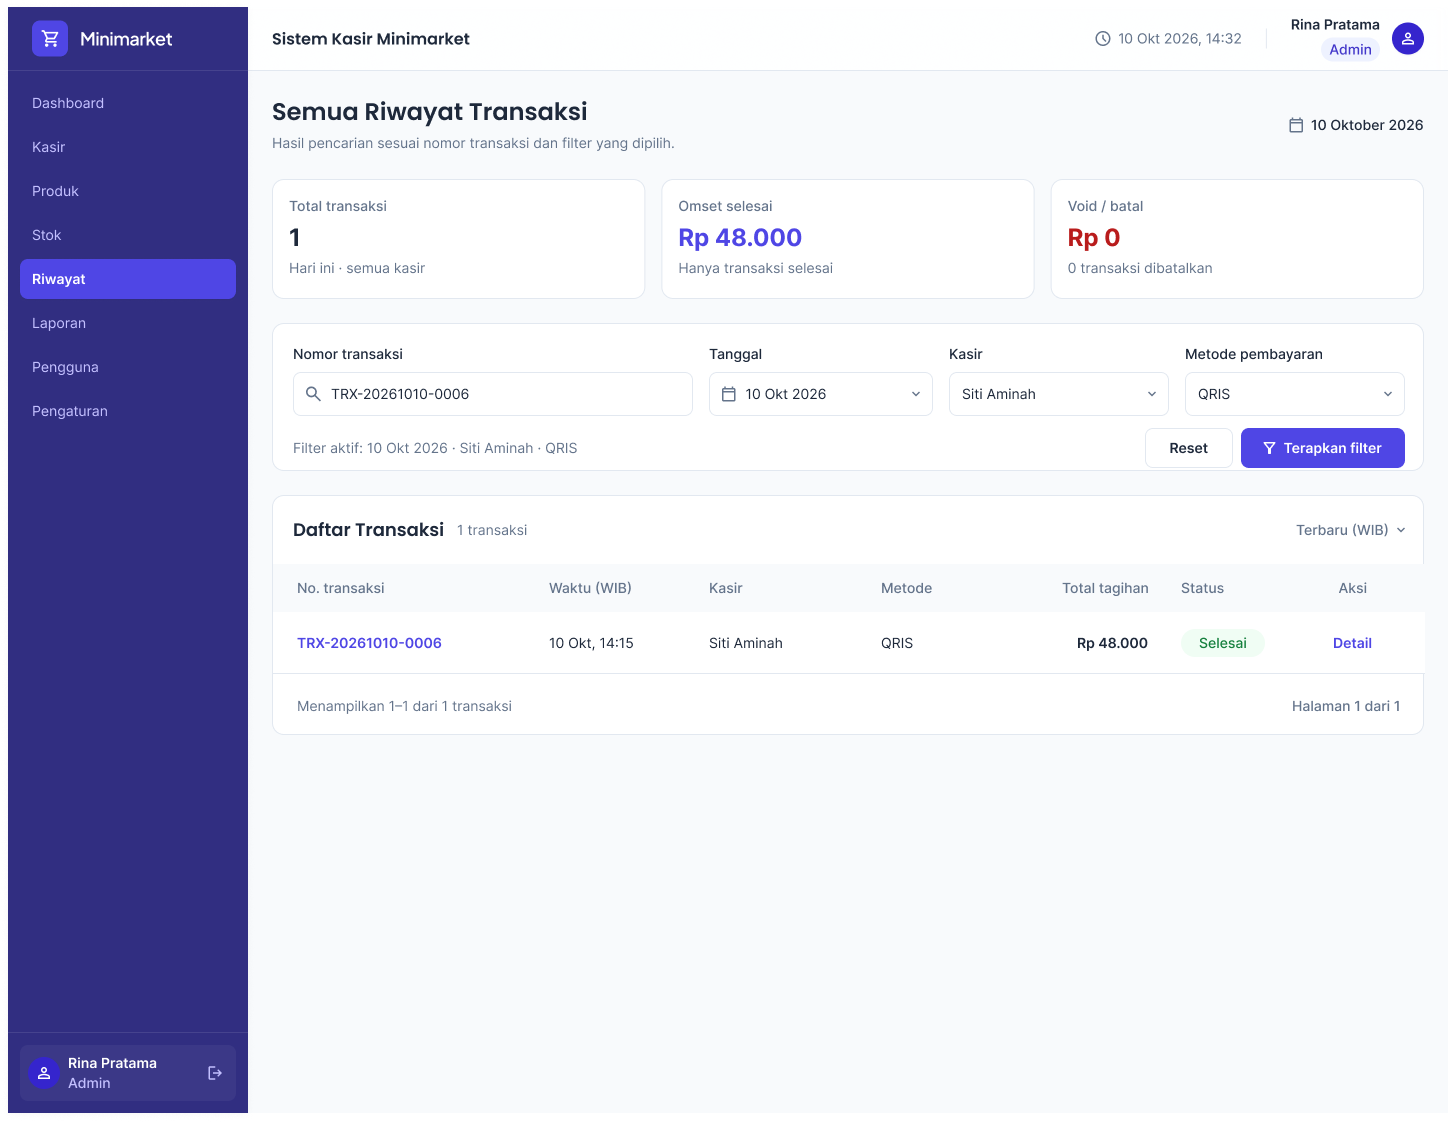 Minimarket
Sistem Kasir Minimarket
10 Okt 2026, 14:32
Rina Pratama
Admin
Dashboard
Kasir
Produk
Stok
Riwayat
Laporan
Pengguna
Pengaturan
Semua Riwayat Transaksi
Hasil pencarian sesuai nomor transaksi dan filter yang dipilih.
10 Oktober 2026
Total transaksi
1
Hari ini · semua kasir
Omset selesai
Rp 48.000
Hanya transaksi selesai
Void / batal
Rp 0
0 transaksi dibatalkan
Nomor transaksi
TRX-20261010-0006
Tanggal
10 Okt 2026
Kasir
Siti Aminah
Metode pembayaran
QRIS
Filter aktif: 10 Okt 2026 · Siti Aminah · QRIS
Reset
Terapkan filter
Daftar Transaksi 1 transaksi
Terbaru (WIB)
No. transaksi Waktu (WIB) Kasir Metode Total tagihan Status Aksi
TRX-20261010-0006 10 Okt, 14:15 Siti Aminah QRIS Rp 48.000 Selesai Detail
Menampilkan 1–1 dari 1 transaksi
Halaman 1 dari 1
Rina Pratama
Admin